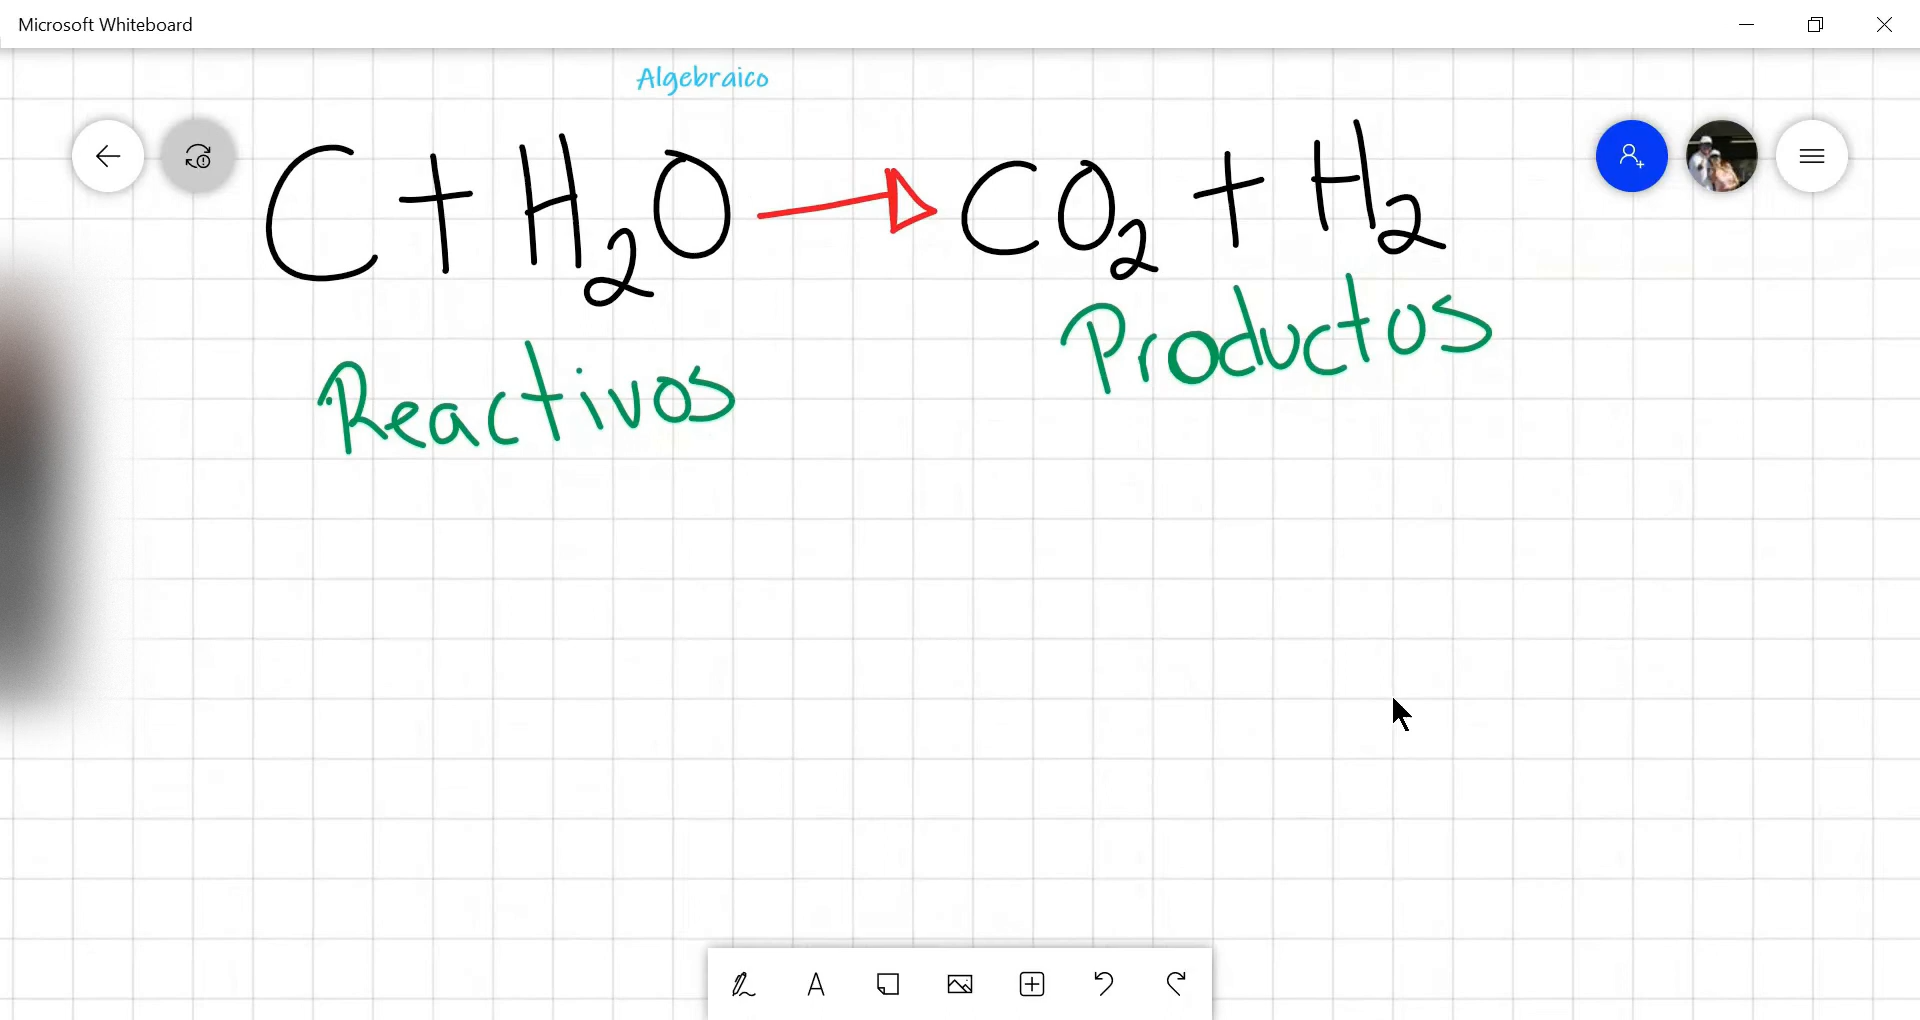 Microsoft Whiteboard
Algebraico
C + H₂O → CO₂ + H₂
Reactivos
Productos
A